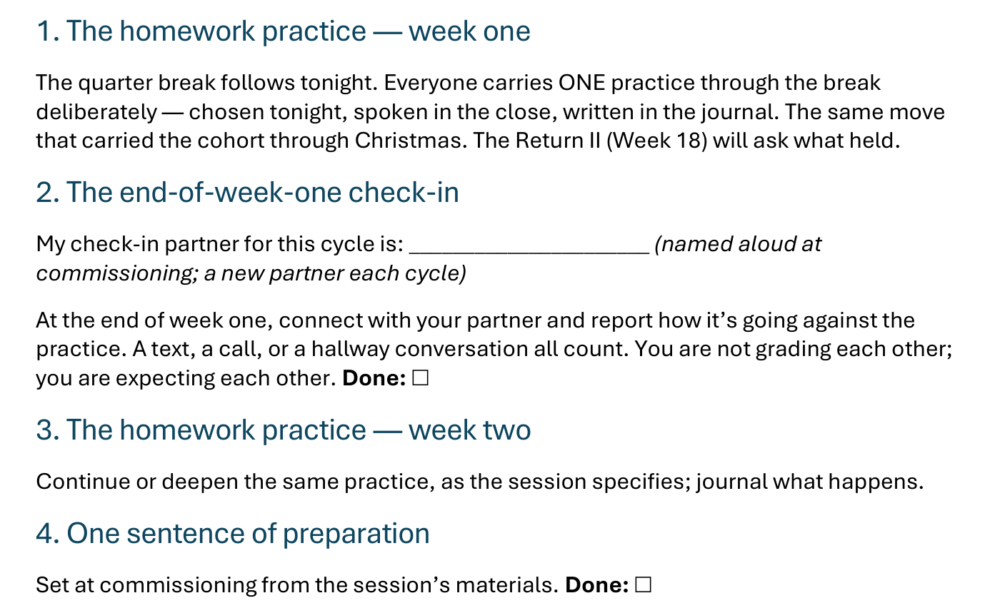 1. The homework practice — week one
The quarter break follows tonight. Everyone carries ONE practice through the break
deliberately — chosen tonight, spoken in the close, written in the journal. The same move
that carried the cohort through Christmas. The Return II (Week 18) will ask what held.
2. The end-of-week-one check-in
My check-in partner for this cycle is: ______________________ (named aloud at
commissioning; a new partner each cycle)
At the end of week one, connect with your partner and report how it’s going against the
practice. A text, a call, or a hallway conversation all count. You are not grading each other;
you are expecting each other. Done: ☐
3. The homework practice — week two
Continue or deepen the same practice, as the session specifies; journal what happens.
4. One sentence of preparation
Set at commissioning from the session’s materials. Done: ☐